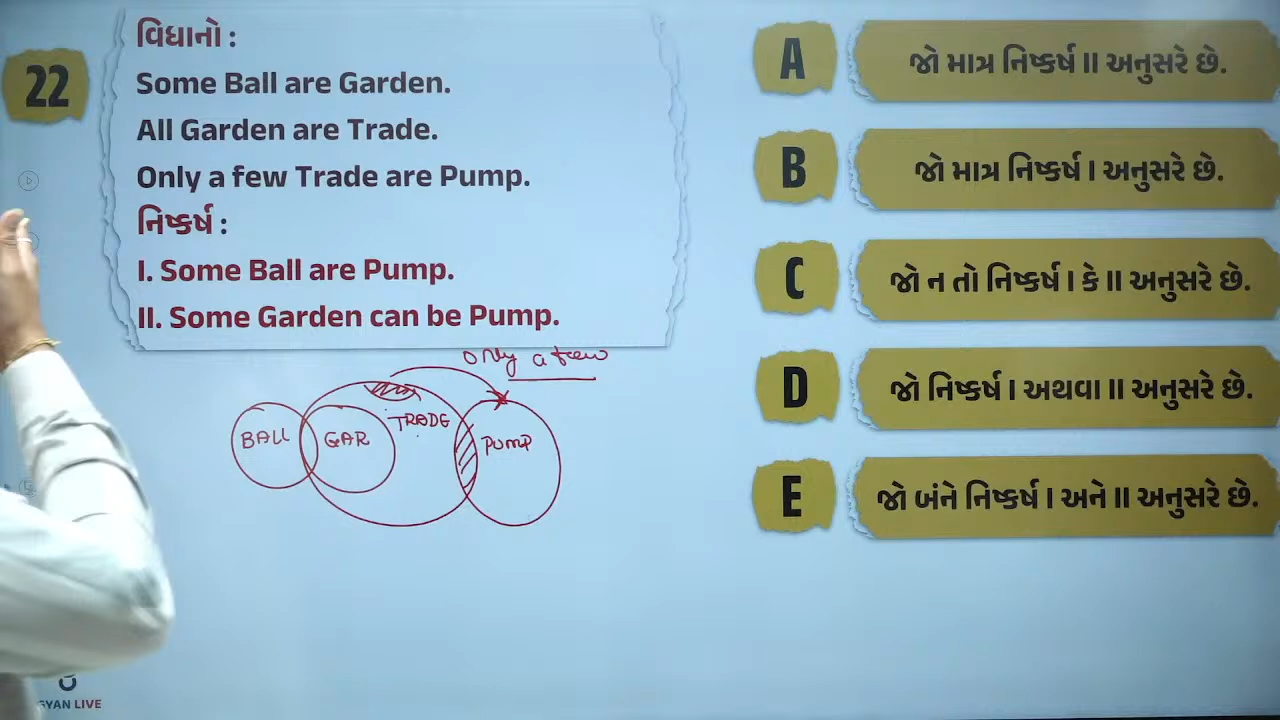 22
વિધાનો :
Some Ball are Garden.
All Garden are Trade.
Only a few Trade are Pump.
નિષ્કર્ષ :
I. Some Ball are Pump.
II. Some Garden can be Pump.
only a few
BALL
GAR
TRADE
PUMP
A
જો માત્ર નિષ્કર્ષ II અનુસરે છે.
B
જો માત્ર નિષ્કર્ષ I અનુસરે છે.
C
જો ન તો નિષ્કર્ષ I કે II અનુસરે છે.
D
જો નિષ્કર્ષ I અથવા II અનુસરે છે.
E
જો બંને નિષ્કર્ષ I અને II અનુસરે છે.
GYAN LIVE